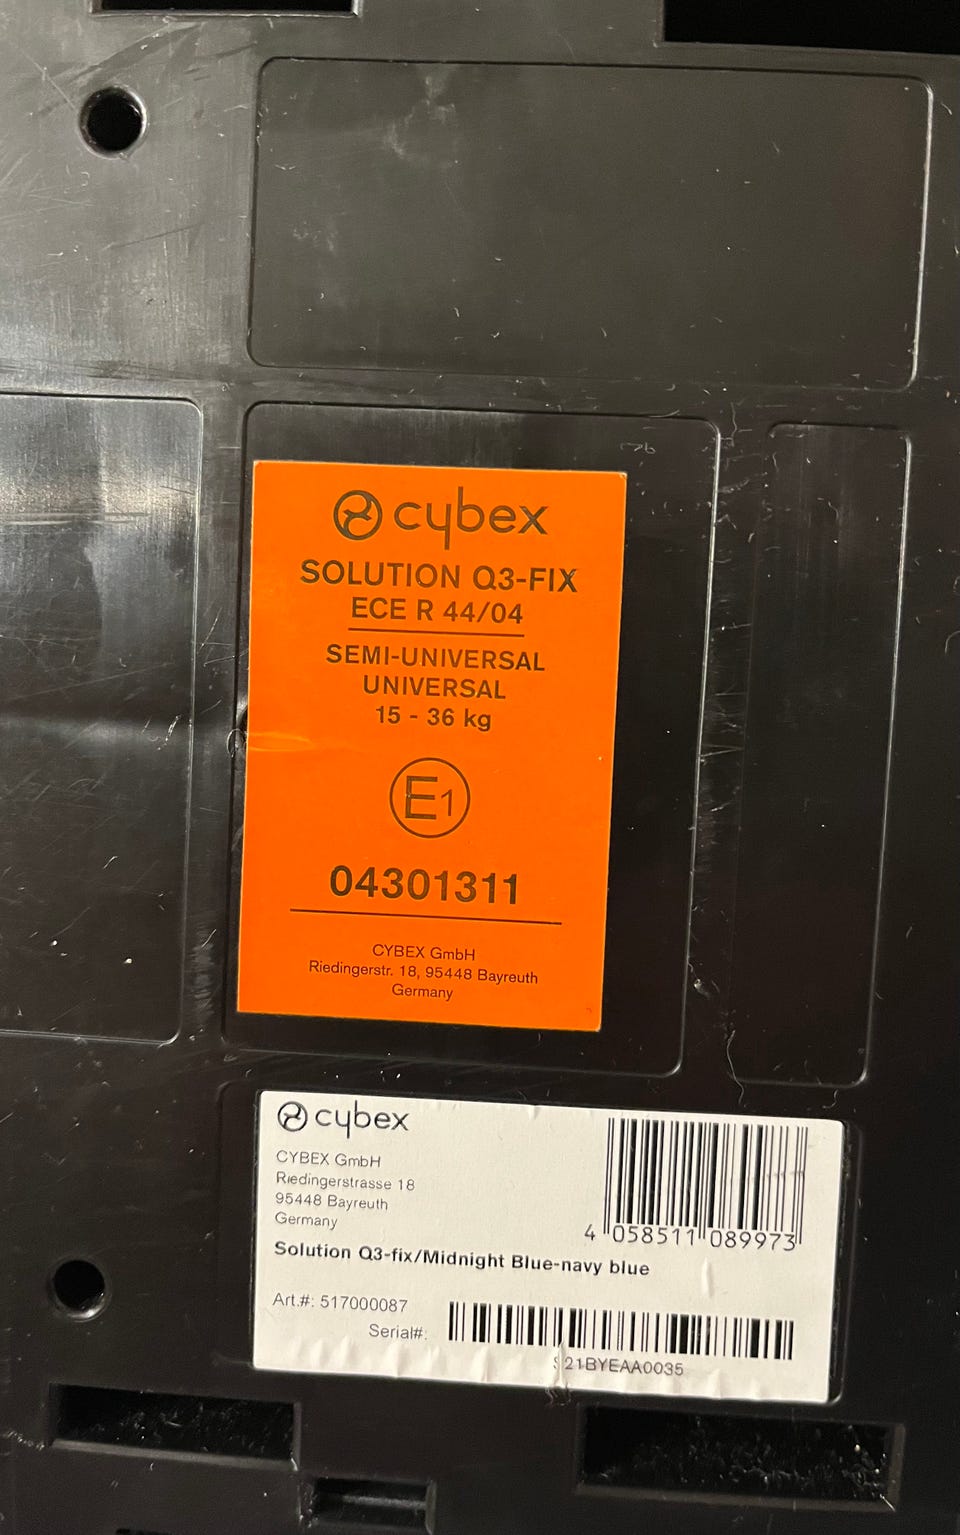 cybex
SOLUTION Q3-FIX
ECE R 44/04
SEMI-UNIVERSAL
UNIVERSAL
15 - 36 kg
E1
04301311
CYBEX GmbH
Riedingerstr. 18, 95448 Bayreuth
Germany
cybex
CYBEX GmbH
Riedingerstrasse 18
95448 Bayreuth
Germany
4 058511 089973
Solution Q3-fix/Midnight Blue-navy blue
Art.#: 517000087
Serial#:
S21BYEAA0035